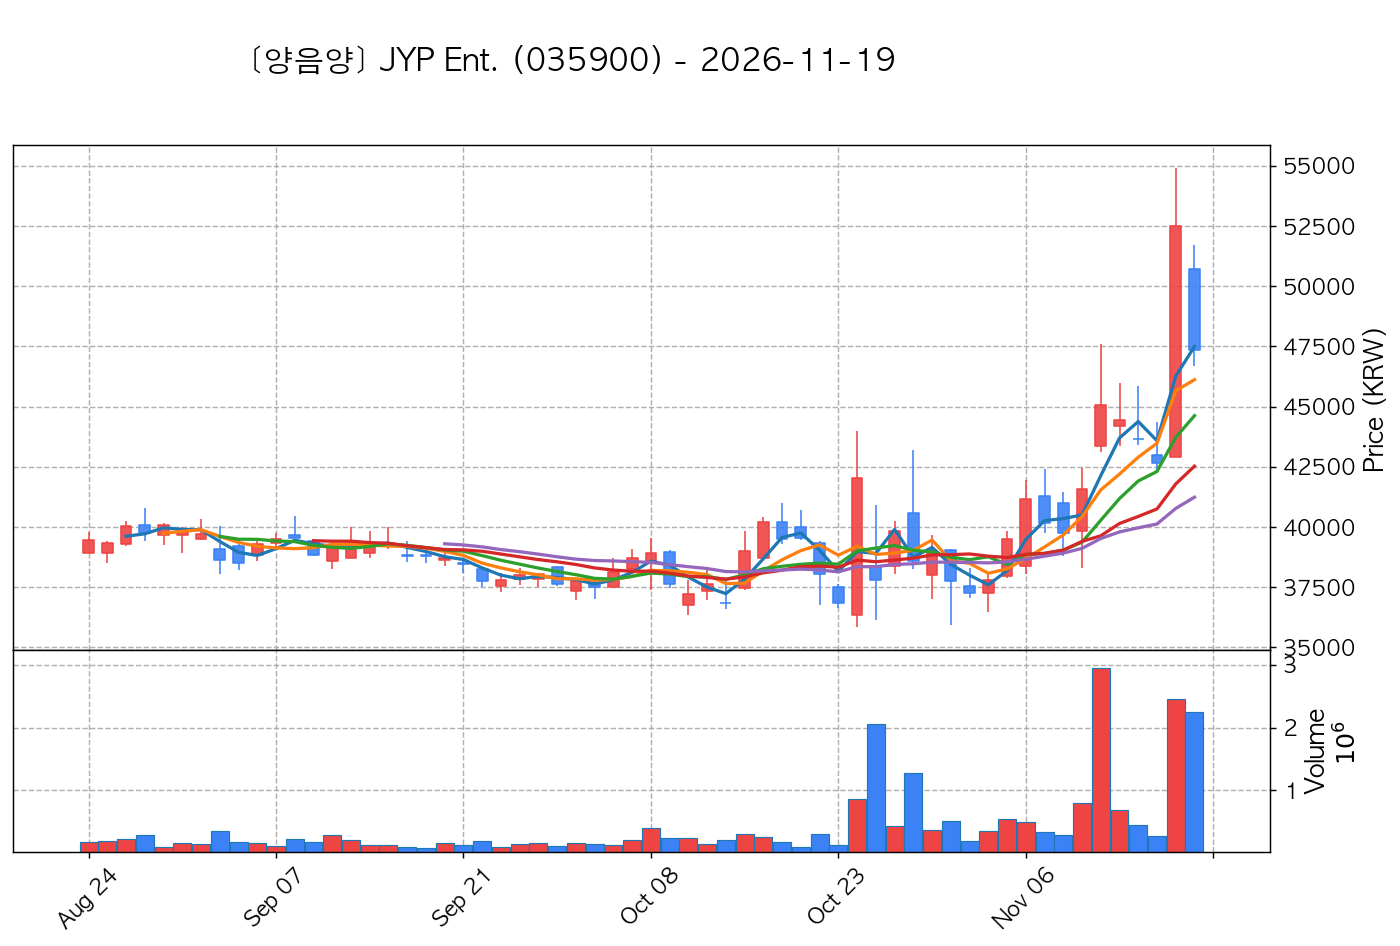 〔양음양〕 JYP Ent. (035900) - 2026-11-19
55000
52500
50000
47500
45000
42500
40000
37500
35000
Price (KRW)
3
2
1
Volume
10⁶
Aug 24
Sep 07
Sep 21
Oct 08
Oct 23
Nov 06